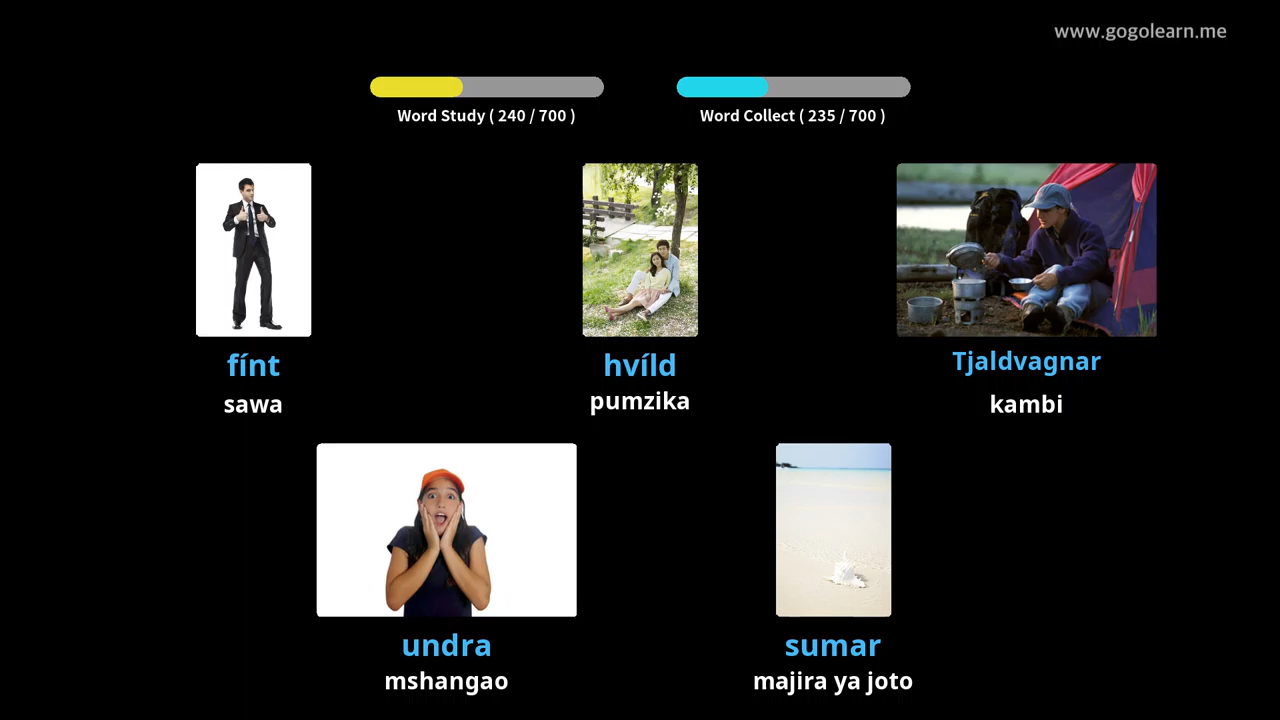 www.gogolearn.me
Word Study ( 240 / 700 )
Word Collect ( 235 / 700 )
fínt
sawa
hvíld
pumzika
Tjaldvagnar
kambi
undra
mshangao
sumar
majira ya joto